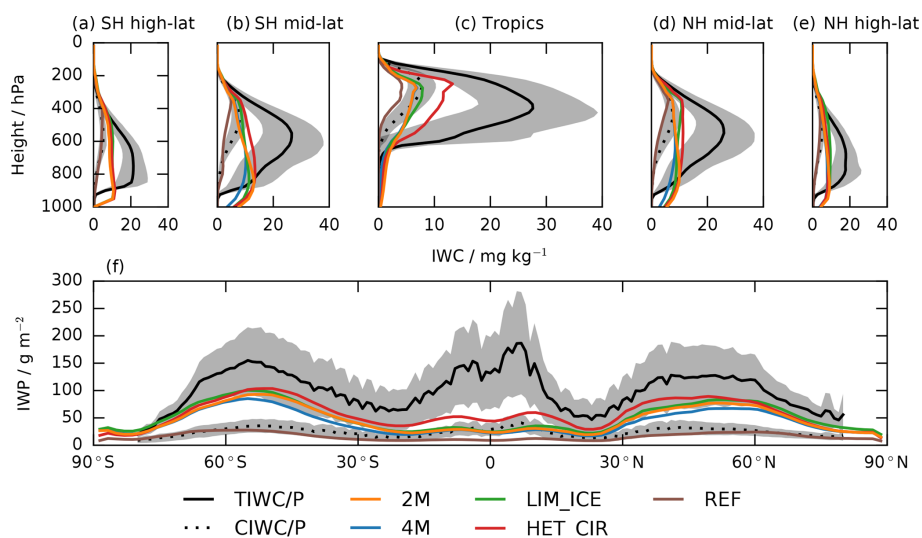 (a) SH high-lat (b) SH mid-lat (c) Tropics (d) NH mid-lat (e) NH high-lat
Height / hPa
0
200
400
600
800
1000
0 20 40 0 20 40 0 10 20 30 40 0 20 40 0 20 40
IWC / mg kg⁻¹
(f)
IWP / g m⁻²
300
250
200
150
100
50
0
90°S 60°S 30°S 0 30°N 60°N 90°N
TIWC/P 2M LIM_ICE REF
CIWC/P 4M HET_CIR